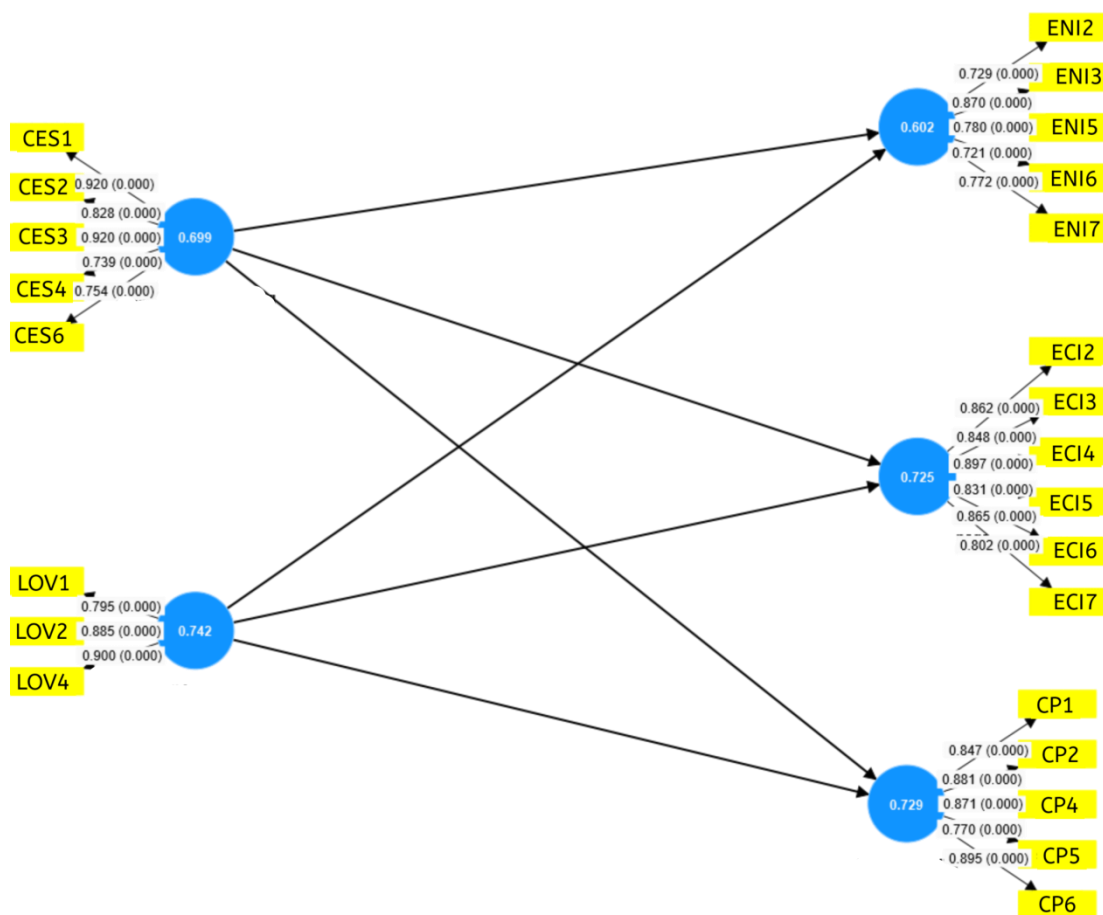 CES1
0.920 (0.000)
CES2
0.828 (0.000)
CES3
0.920 (0.000)
0.739 (0.000)
CES4
0.754 (0.000)
CES6
0.699
LOV1
0.795 (0.000)
LOV2
0.885 (0.000)
0.900 (0.000)
LOV4
0.742
ENI2
0.729 (0.000)
ENI3
0.870 (0.000)
0.602
0.780 (0.000)
ENI5
0.721 (0.000)
ENI6
0.772 (0.000)
ENI7
ECI2
ECI3
0.862 (0.000)
0.848 (0.000)
ECI4
0.897 (0.000)
0.725
0.831 (0.000)
ECI5
0.865 (0.000)
0.802 (0.000)
ECI6
ECI7
CP1
0.847 (0.000)
CP2
0.881 (0.000)
0.729
0.871 (0.000)
CP4
0.770 (0.000)
CP5
0.895 (0.000)
CP6